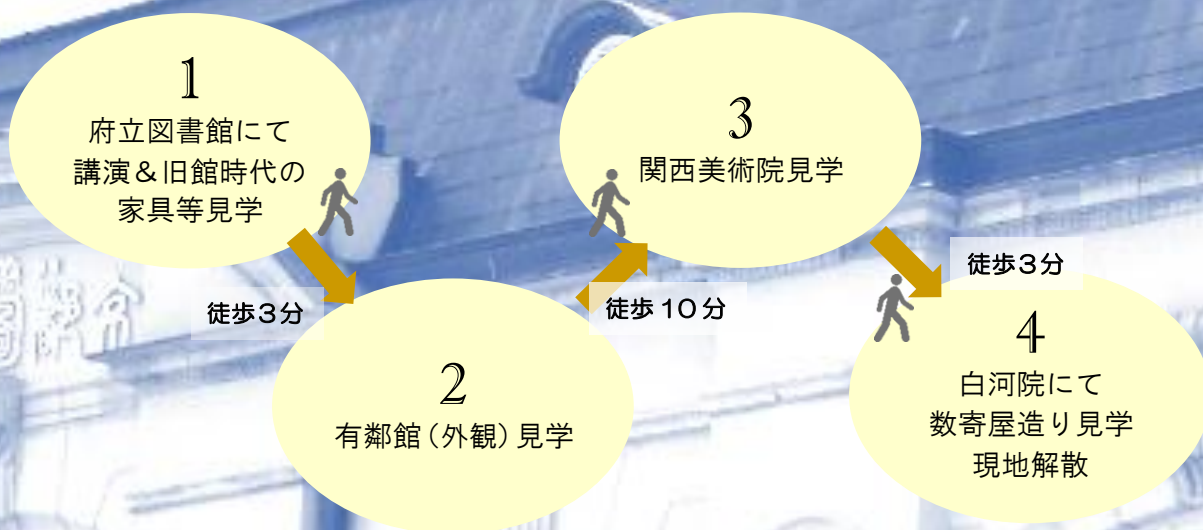 1
府立図書館にて
講演&旧館時代の
家具等見学
徒歩3分
2
有鄰館(外観)見学
徒歩10分
3
関西美術院見学
徒歩3分
4
白河院にて
数寄屋造り見学
現地解散